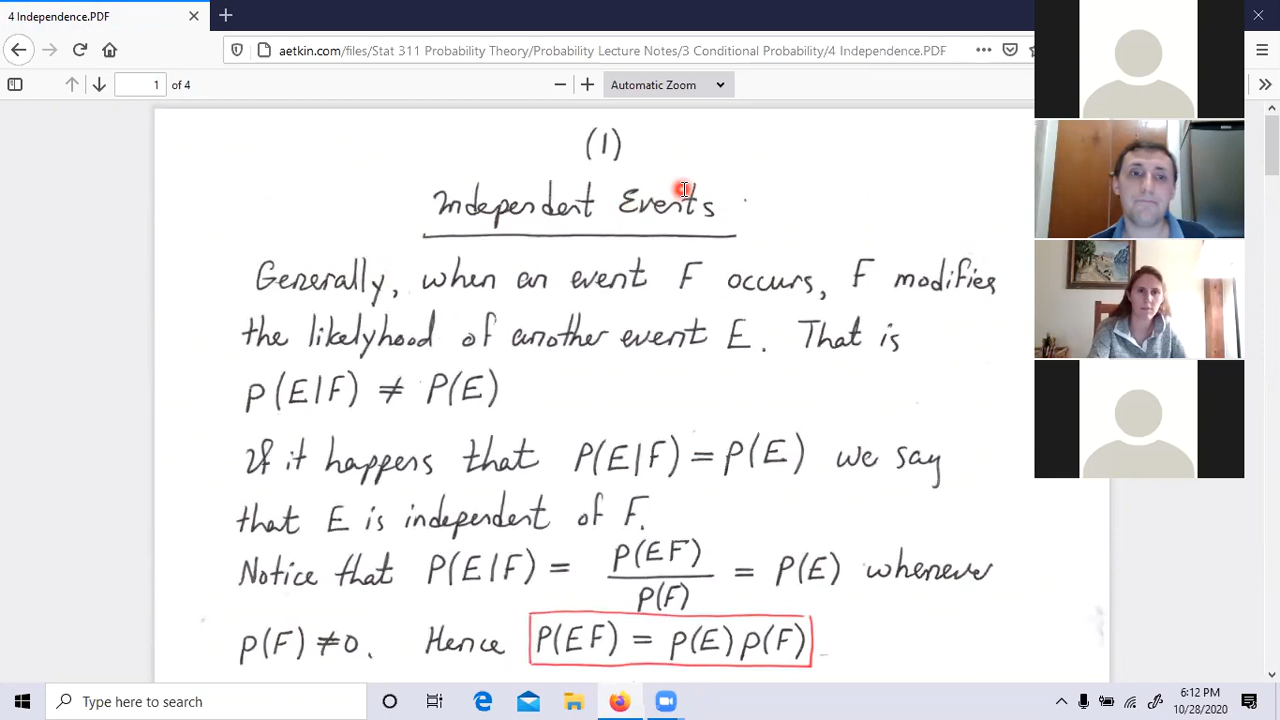 4 Independence.PDF
aetkin.com/files/Stat 311 Probability Theory/Probability Lecture Notes/3 Conditional Probability/4 Independence.PDF
1 of 4
Automatic Zoom
(1)
Independent Events
Generally, when an event F occurs, F modifies
the likelyhood of another event E. That is
P(E|F) ≠ P(E)
If it happens that P(E|F) = P(E) we say
that E is independent of F.
Notice that P(E|F) = P(EF)/P(F) = P(E) whenever
P(F) ≠ 0. Hence P(EF) = P(E)P(F)
Type here to search
6:12 PM
10/28/2020